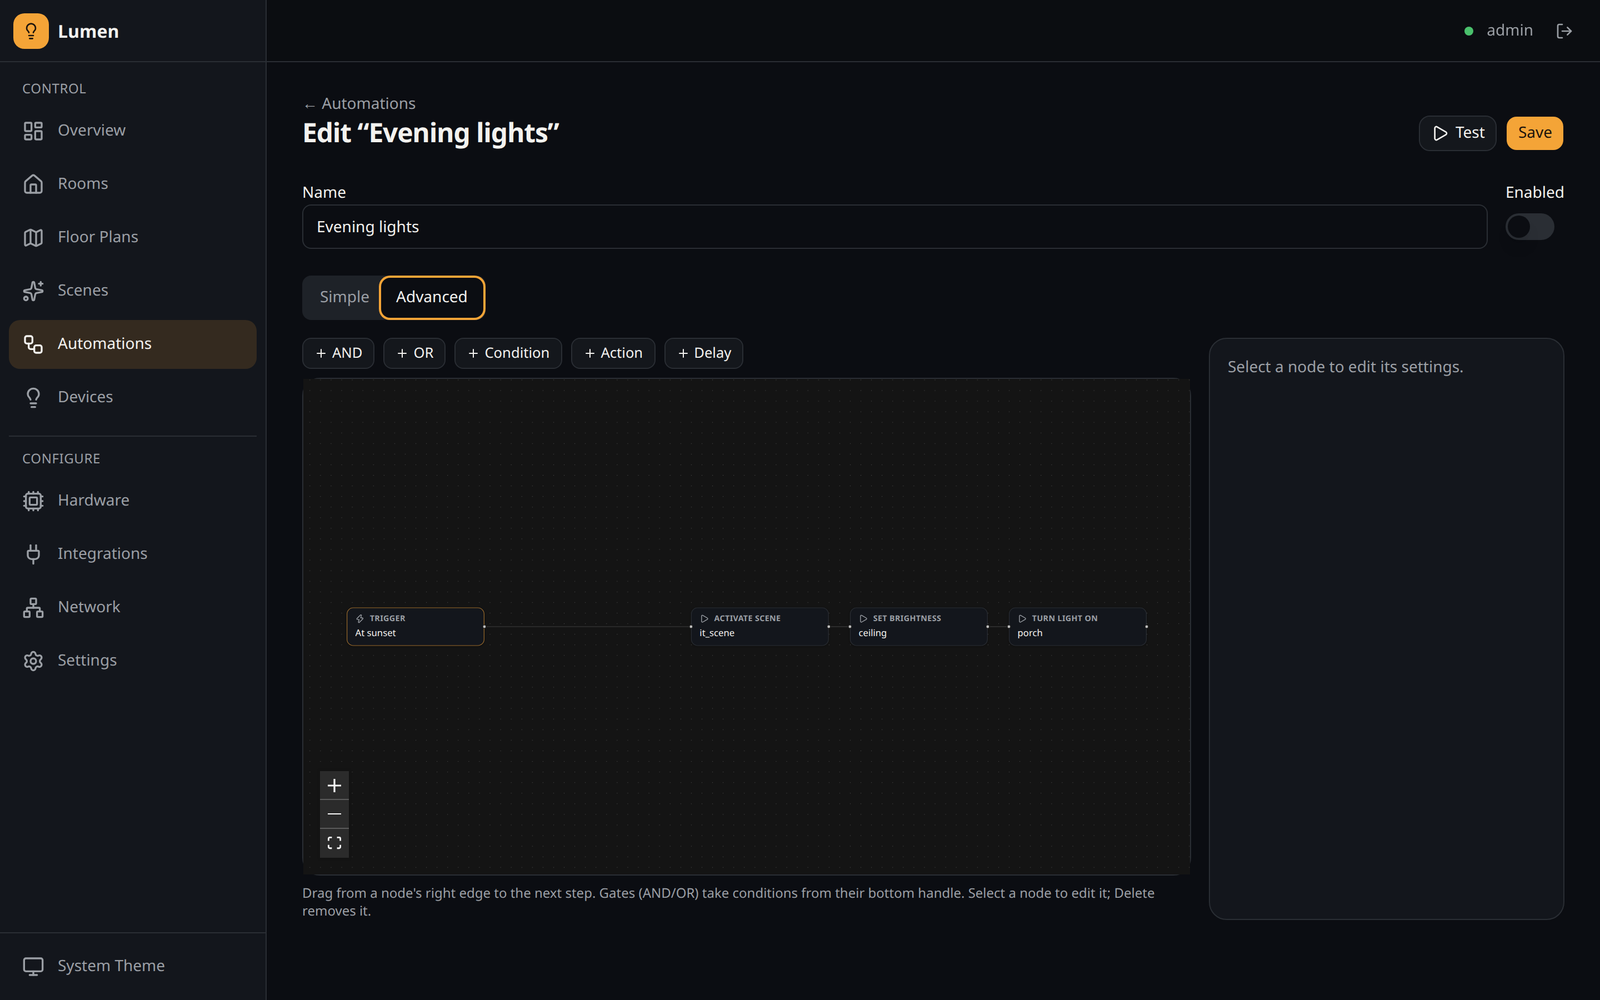 Lumen
admin
CONTROL
Overview
Rooms
Floor Plans
Scenes
Automations
Devices
CONFIGURE
Hardware
Integrations
Network
Settings
System Theme
← Automations
Edit “Evening lights”
Test
Save
Name
Enabled
Evening lights
Simple
Advanced
+ AND
+ OR
+ Condition
+ Action
+ Delay
TRIGGER
At sunset
ACTIVATE SCENE
it_scene
SET BRIGHTNESS
ceiling
TURN LIGHT ON
porch
Drag from a node's right edge to the next step. Gates (AND/OR) take conditions from their bottom handle. Select a node to edit it; Delete
removes it.
Select a node to edit its settings.